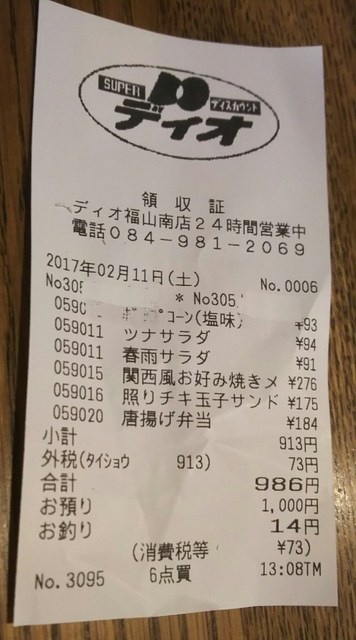 SUPER ディスカウント
ディオ
領収証
ディオ福山南店24時間営業中
電話084-981-2069
2017年02月11日(土) No.0006
No305 * No305
コーン(塩味) ¥93
059011 ツナサラダ ¥94
059011 春雨サラダ ¥91
059015 関西風お好み焼きメ ¥276
059016 照りチキ玉子サンド ¥175
059020 唐揚げ弁当 ¥184
小計 913円
外税(タイショウ 913) 73円
合計 986円
お預り 1,000円
お釣り 14円
(消費税等 ¥73)
No.3095 6点買 13:08TM